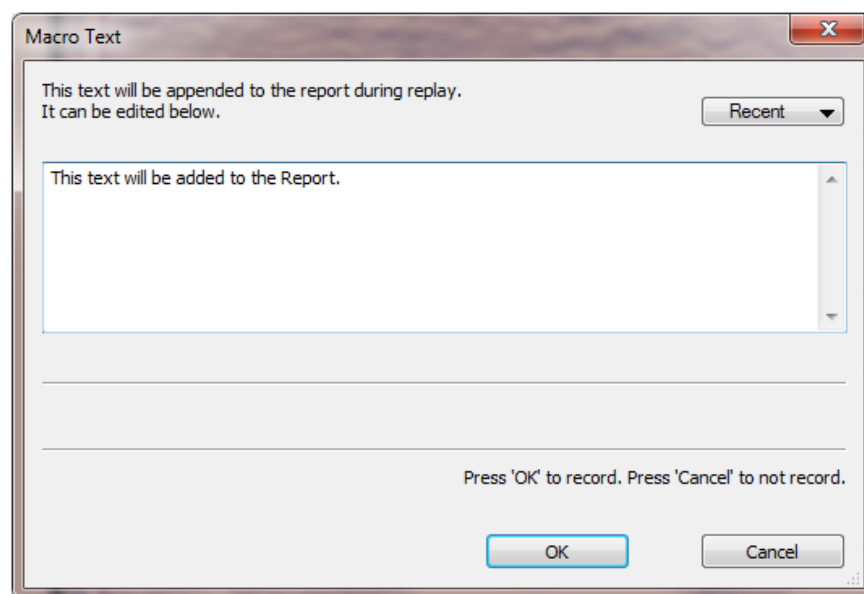 Macro Text
This text will be appended to the report during replay.
It can be edited below.
Recent
This text will be added to the Report.
Press 'OK' to record. Press 'Cancel' to not record.
OK
Cancel